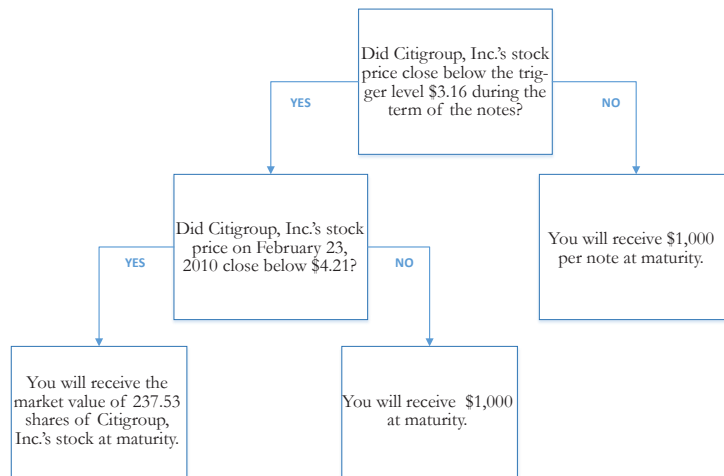 Did Citigroup, Inc.'s stock
price close below the trig-
ger level $3.16 during the
term of the notes?
YES
NO
Did Citigroup, Inc.'s stock
price on February 23,
2010 close below $4.21?
You will receive $1,000
per note at maturity.
YES
NO
You will receive the
market value of 237.53
shares of Citigroup,
Inc.'s stock at maturity.
You will receive $1,000
at maturity.